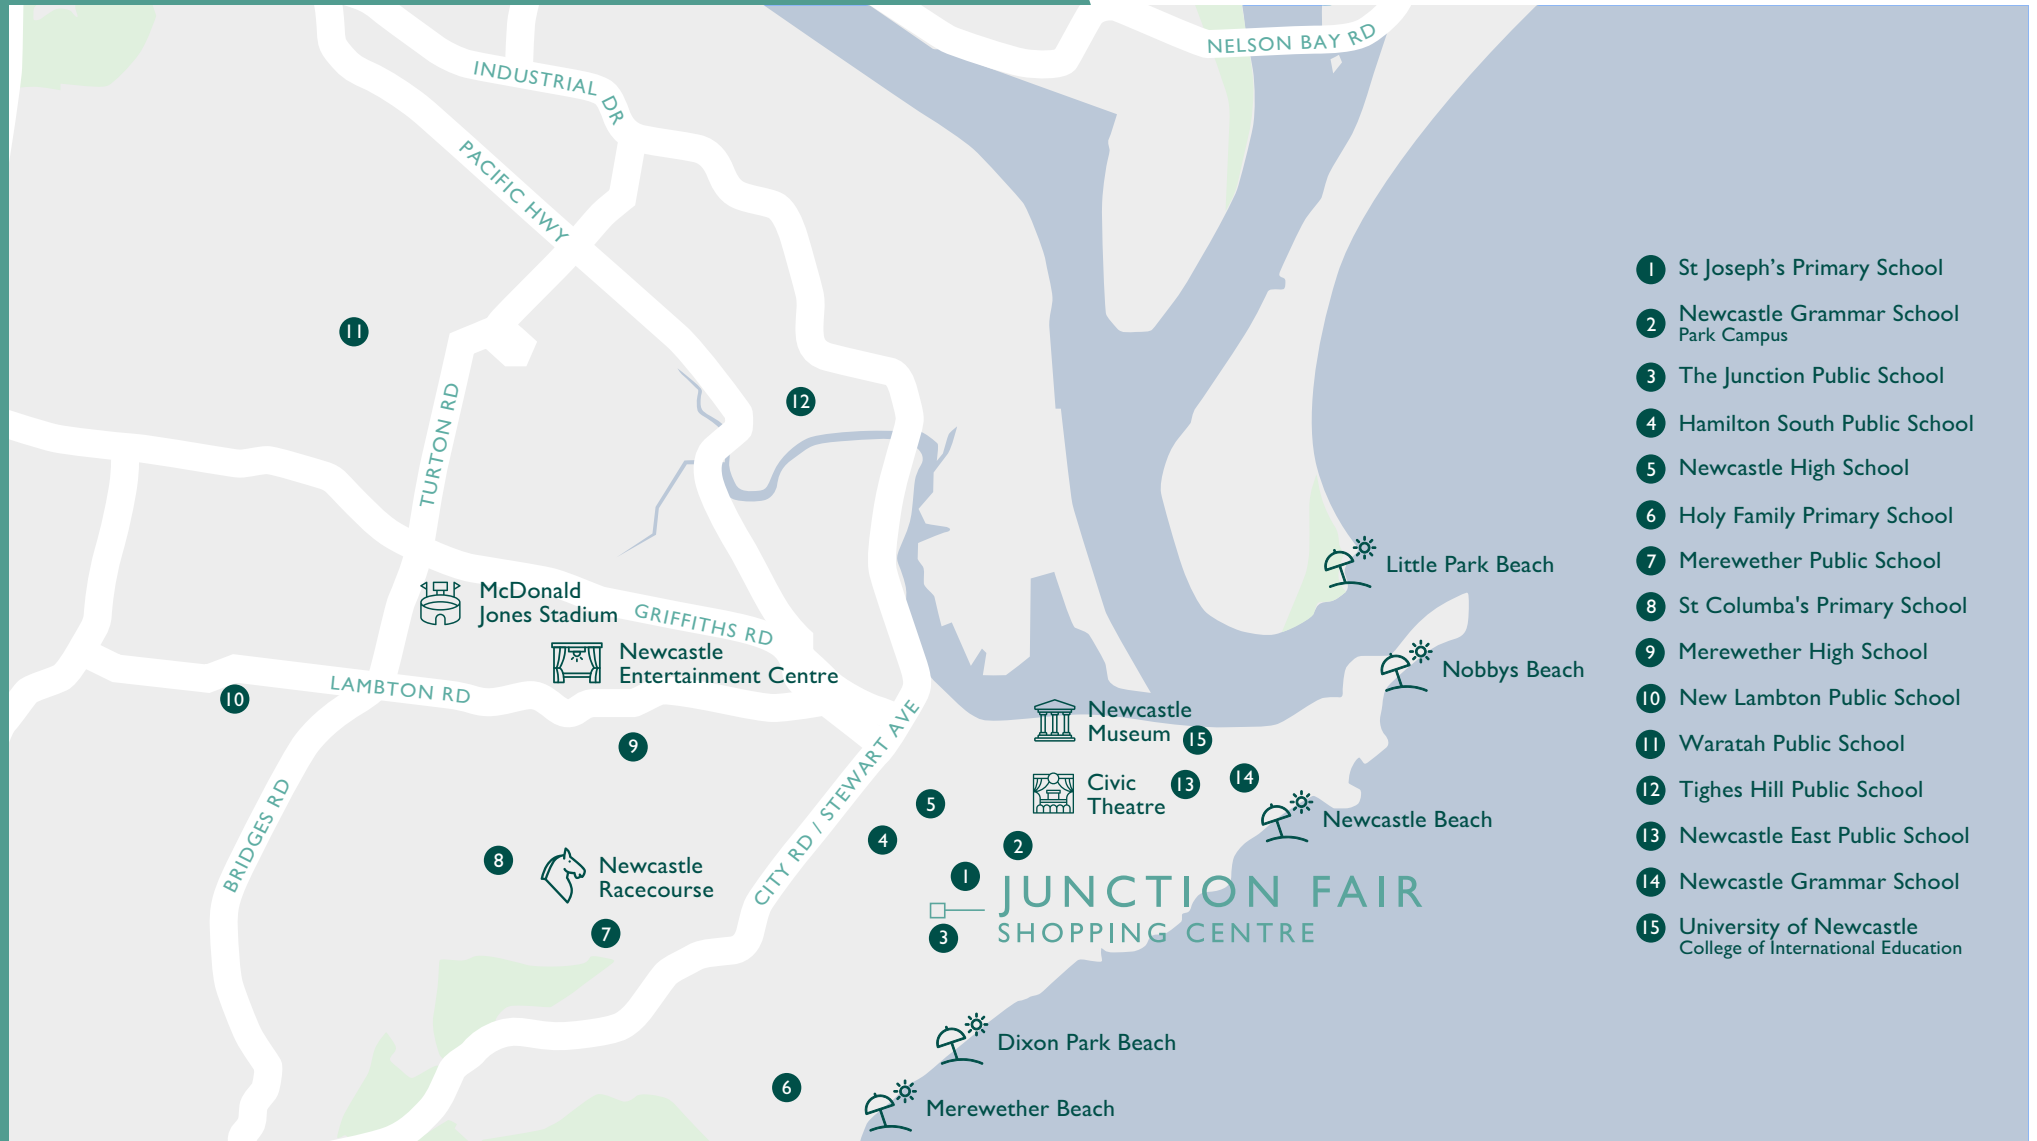 NELSON BAY RD
INDUSTRIAL DR
PACIFIC HWY
11
TURTON RD
12
McDonald
Jones Stadium
GRIFFITHS RD
Newcastle
Entertainment Centre
LAMBTON RD
10
9
BRIDGES RD
CITY RD / STEWART AVE
8
Newcastle
Racecourse
7
5
4
2
1
3
6
Newcastle
Museum
15
Civic
Theatre
13
14
JUNCTION FAIR
SHOPPING CENTRE
Little Park Beach
Nobbys Beach
Newcastle Beach
Dixon Park Beach
Merewether Beach
1 St Joseph’s Primary School
2 Newcastle Grammar School
Park Campus
3 The Junction Public School
4 Hamilton South Public School
5 Newcastle High School
6 Holy Family Primary School
7 Merewether Public School
8 St Columba's Primary School
9 Merewether High School
10 New Lambton Public School
11 Waratah Public School
12 Tighes Hill Public School
13 Newcastle East Public School
14 Newcastle Grammar School
15 University of Newcastle
College of International Education